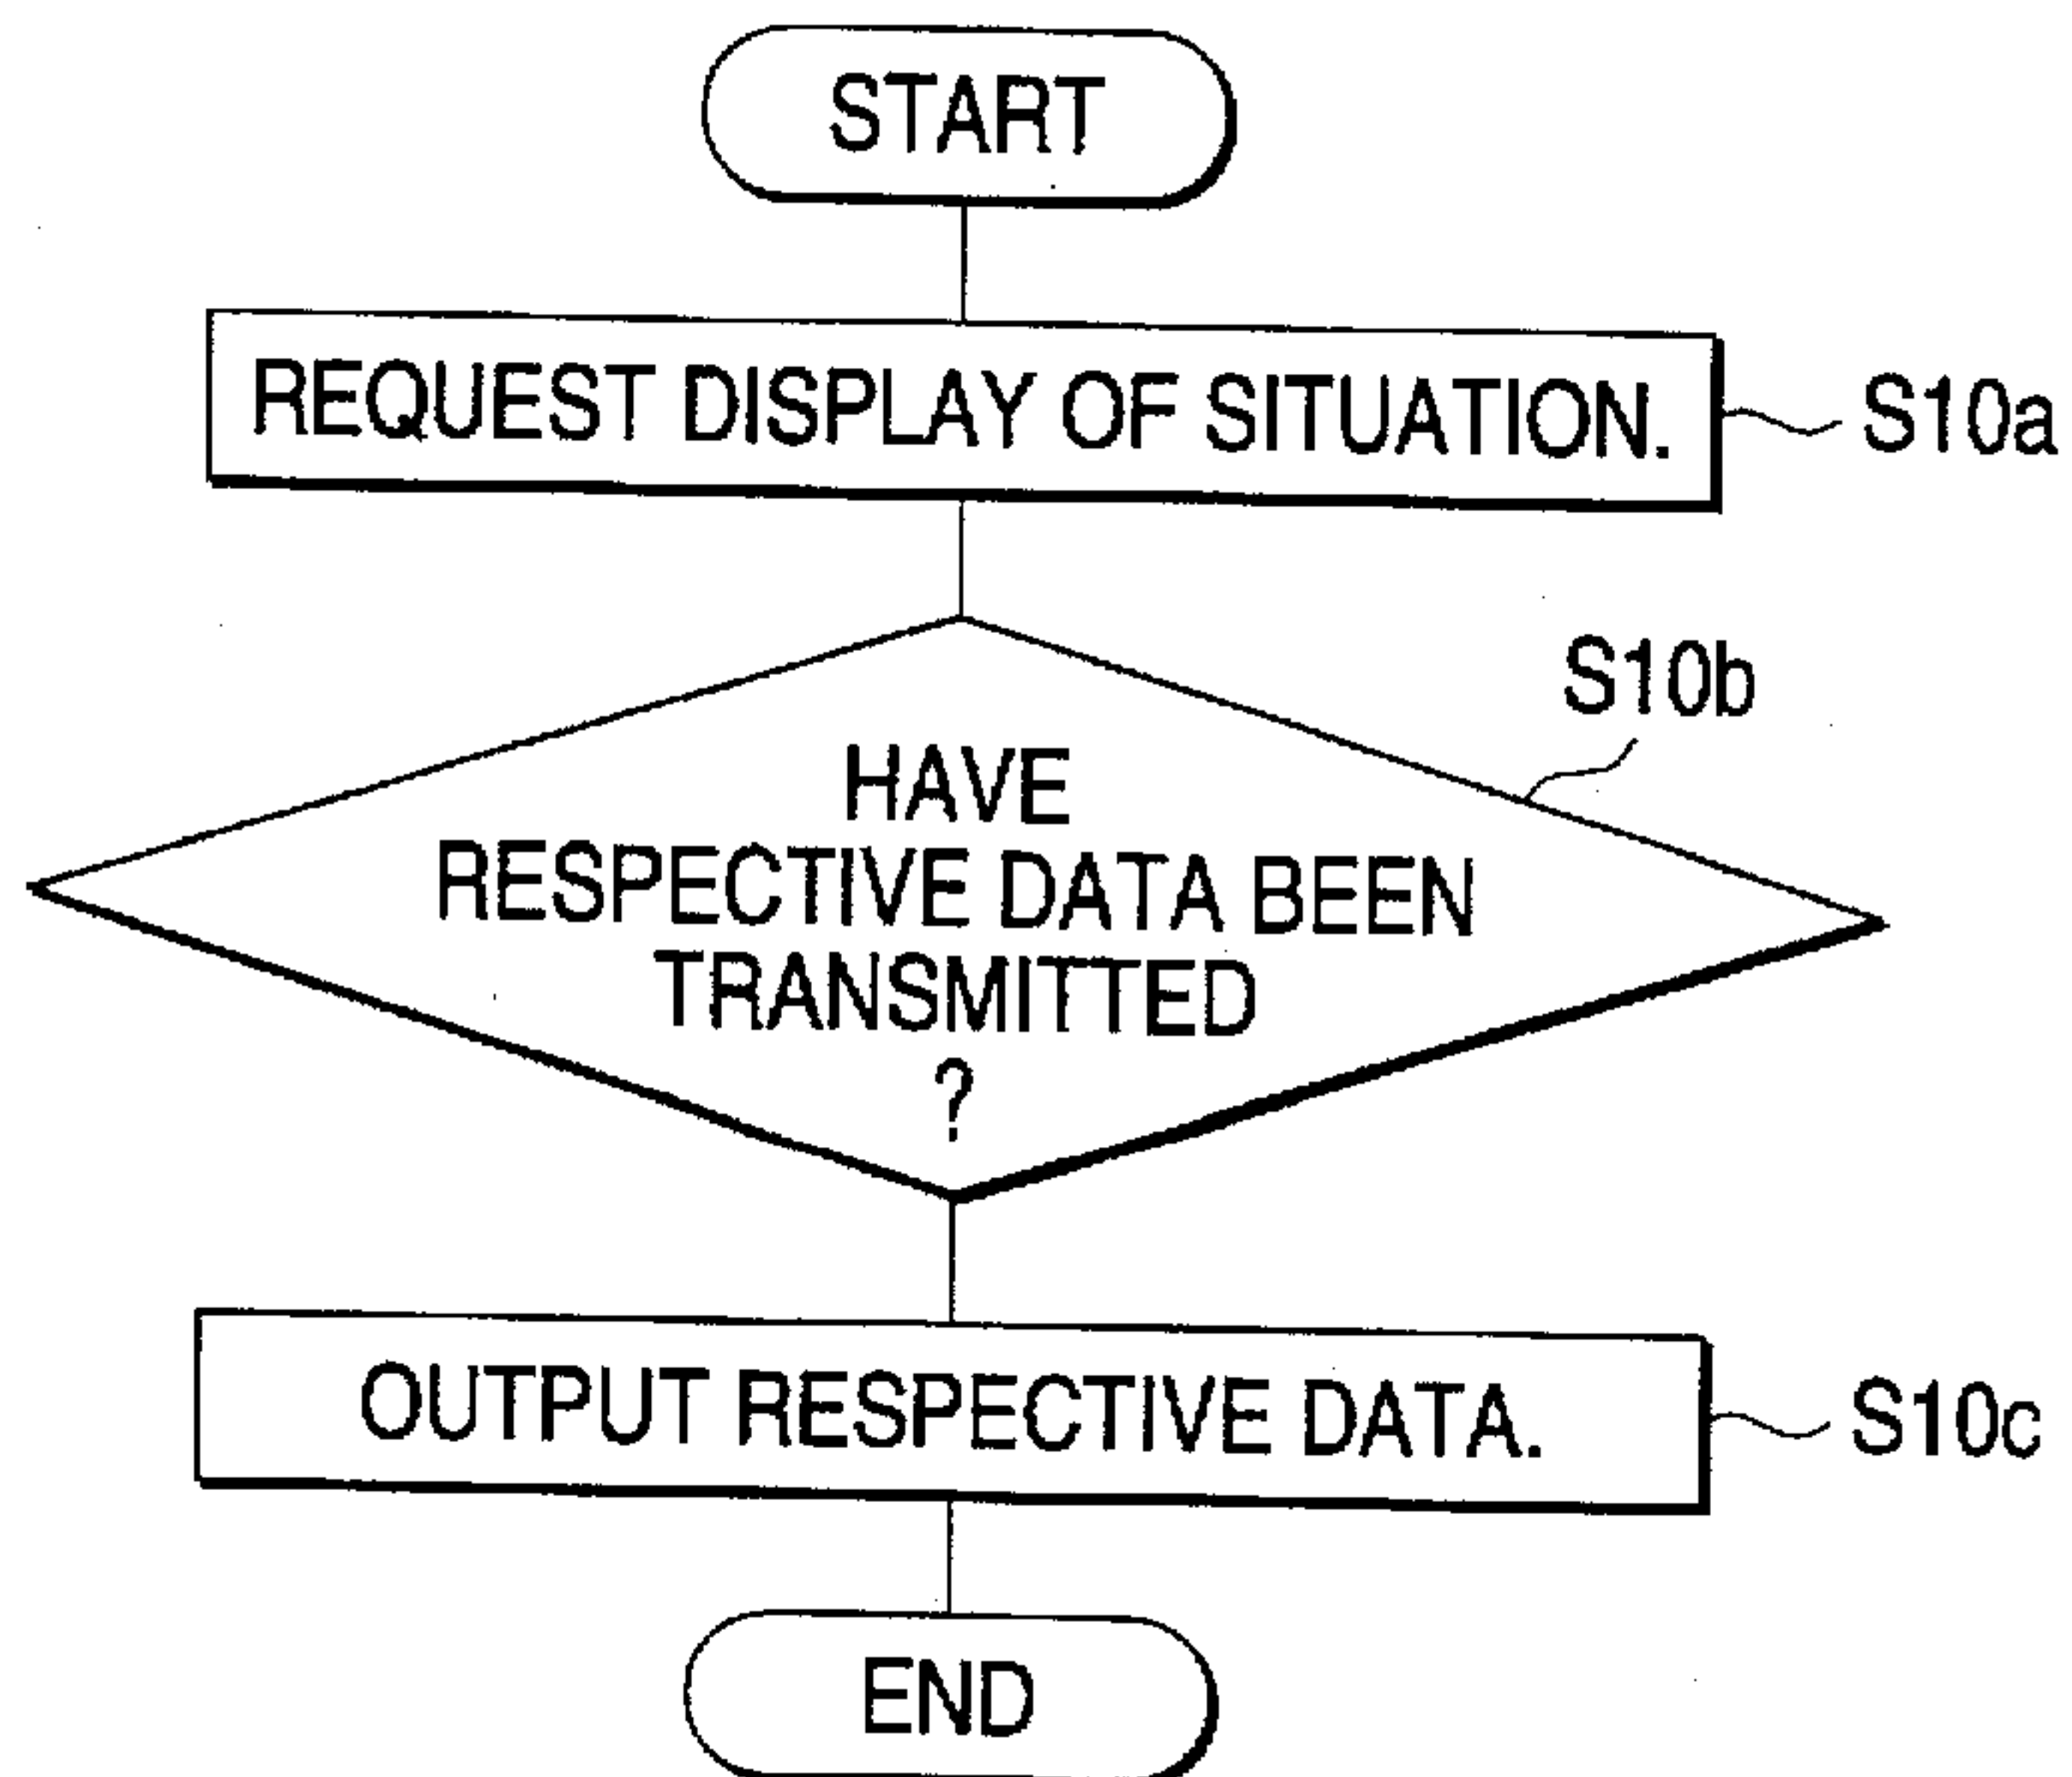 START
REQUEST DISPLAY OF SITUATION.
S10a
S10b
HAVE
RESPECTIVE DATA BEEN
TRANSMITTED
?
OUTPUT RESPECTIVE DATA.
S10c
END